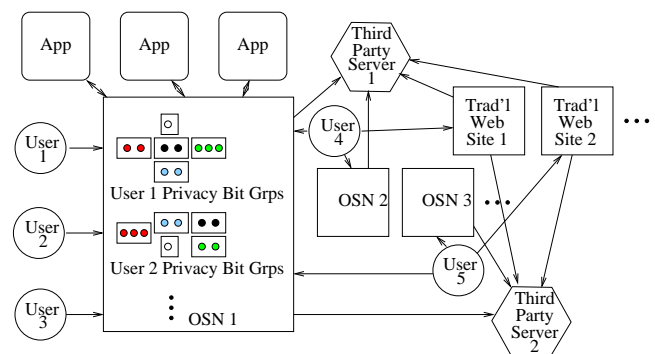 App
App
App
Third
Party
Server
1
User
1
User
4
Trad'l
Web
Site 1
Trad'l
Web
Site 2
User 1 Privacy Bit Grps
OSN 2
OSN 3
User
2
User 2 Privacy Bit Grps
User
5
User
3
OSN 1
Third
Party
Server
2